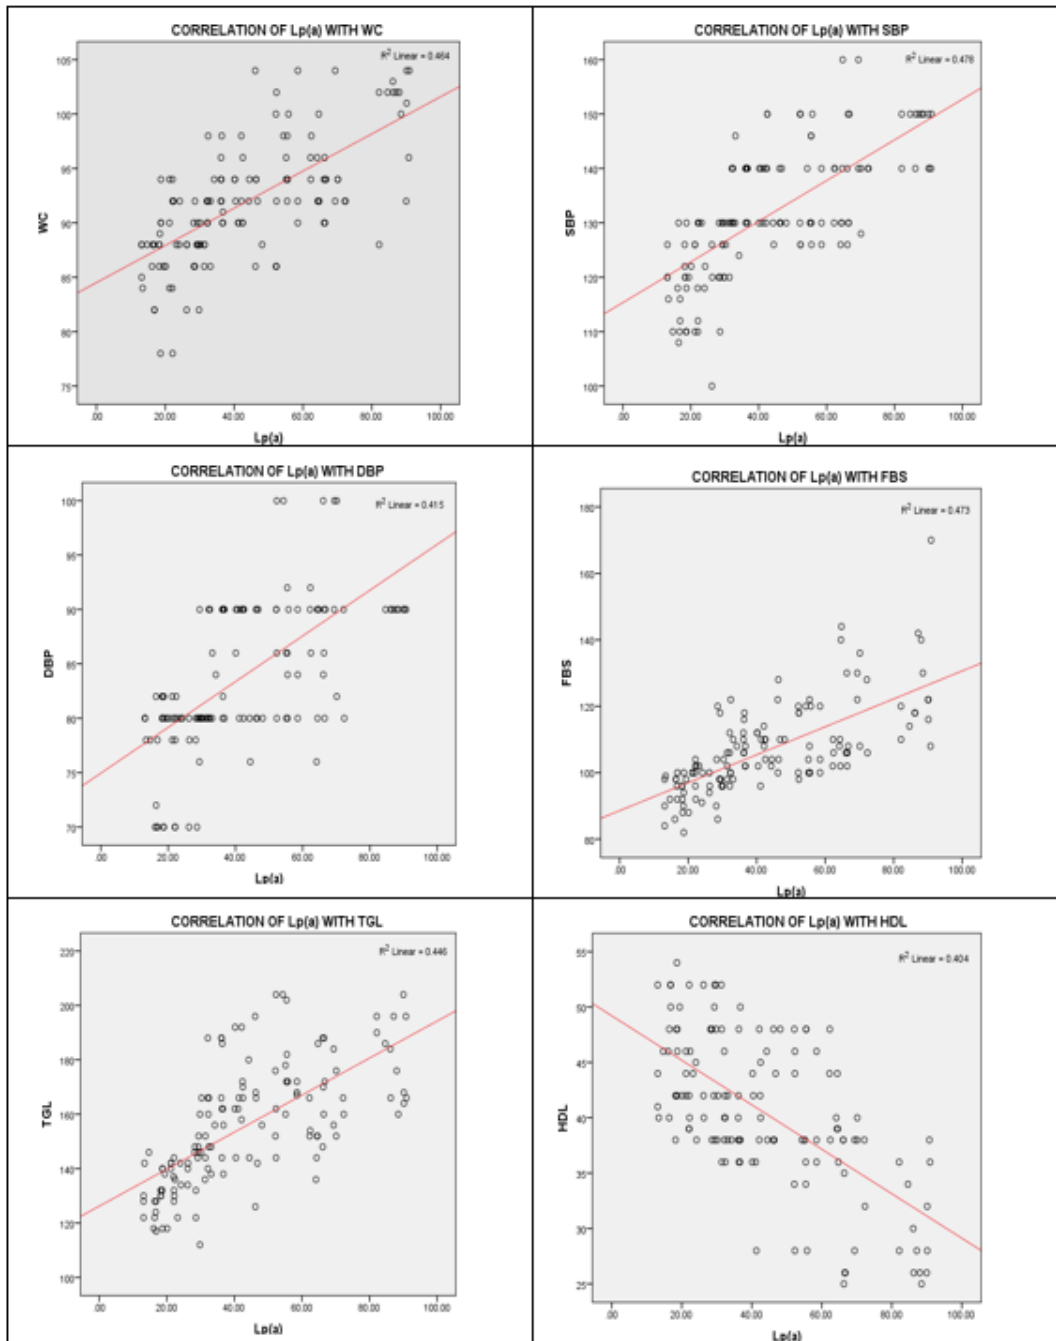 CORRELATION OF Lp(a) WITH WC
R² Linear = 0.464
105
100
95
90
85
80
75
WC
.00 20.00 40.00 60.00 80.00 100.00
Lp(a)
CORRELATION OF Lp(a) WITH SBP
R² Linear = 0.478
160
150
140
130
120
110
100
SBP
.00 20.00 40.00 60.00 80.00 100.00
Lp(a)
CORRELATION OF Lp(a) WITH DBP
R² Linear = 0.415
100
95
90
85
80
75
70
DBP
.00 20.00 40.00 60.00 80.00 100.00
Lp(a)
CORRELATION OF Lp(a) WITH FBS
R² Linear = 0.473
180
160
140
120
100
80
FBS
.00 20.00 40.00 60.00 80.00 100.00
Lp(a)
CORRELATION OF Lp(a) WITH TGL
R² Linear = 0.446
220
200
180
160
140
120
100
TGL
.00 20.00 40.00 60.00 80.00 100.00
Lp(a)
CORRELATION OF Lp(a) WITH HDL
R² Linear = 0.404
55
50
45
40
35
30
25
HDL
.00 20.00 40.00 60.00 80.00 100.00
Lp(a)